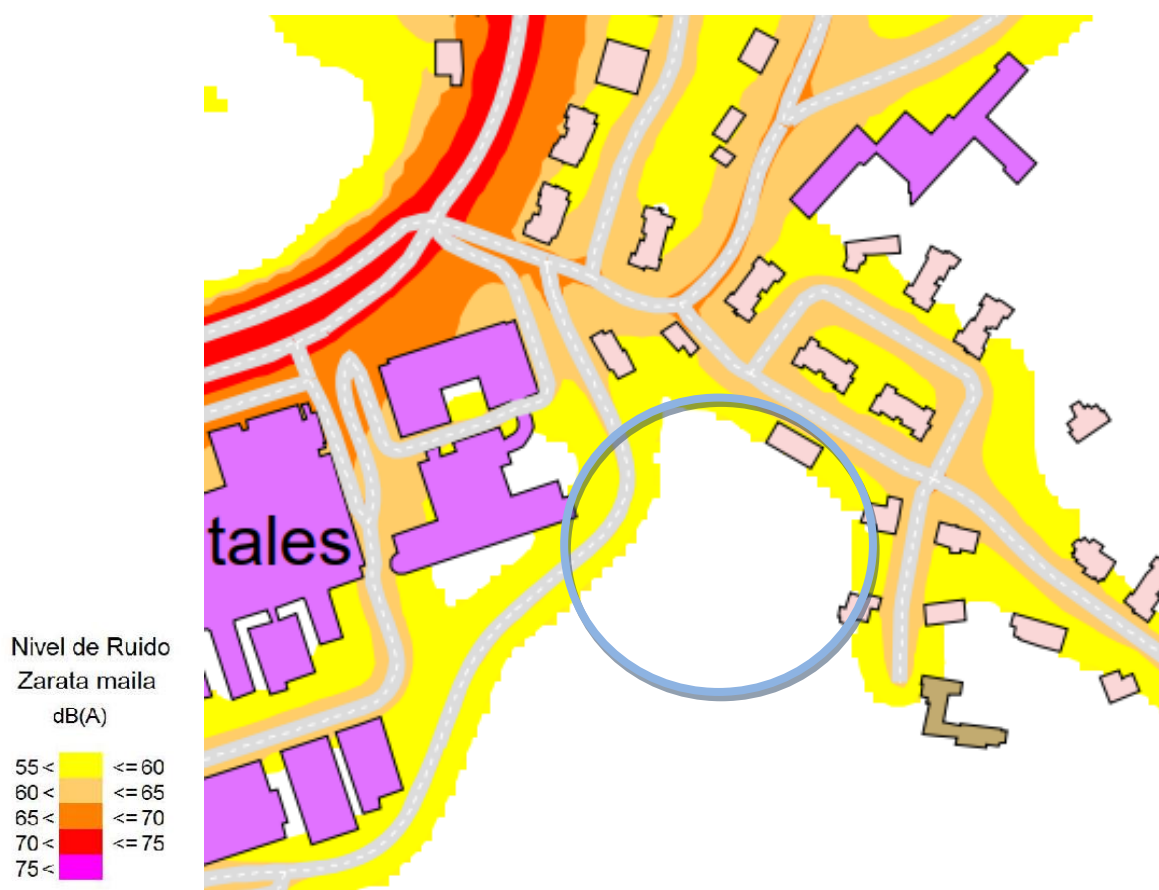 tales
Nivel de Ruido
Zarata maila
dB(A)
55 < <= 60
60 < <= 65
65 < <= 70
70 < <= 75
75 <